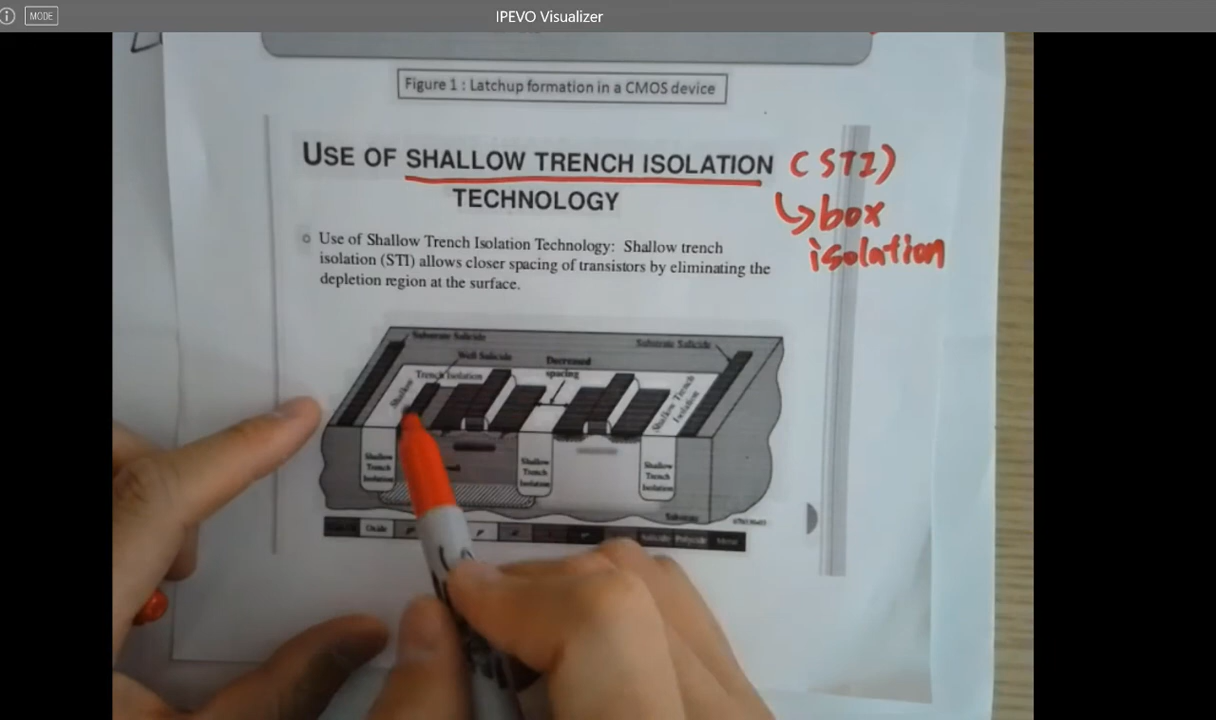 MODE
IPEVO Visualizer
Figure 1 : Latchup formation in a CMOS device
USE OF SHALLOW TRENCH ISOLATION (STI)
TECHNOLOGY
↳ box
isolation
Use of Shallow Trench Isolation Technology: Shallow trench
isolation (STI) allows closer spacing of transistors by eliminating the
depletion region at the surface.
Substrate Salicide
Substrate Salicide
Well Salicide
Decreased
spacing
Trench Isolation
Shallow
Shallow Trench
Isolation
Shallow
Trench
Isolation
Shallow
Trench
Isolation
Shallow
Trench
Isolation
Substrate
Oxide
Salicide
Metal